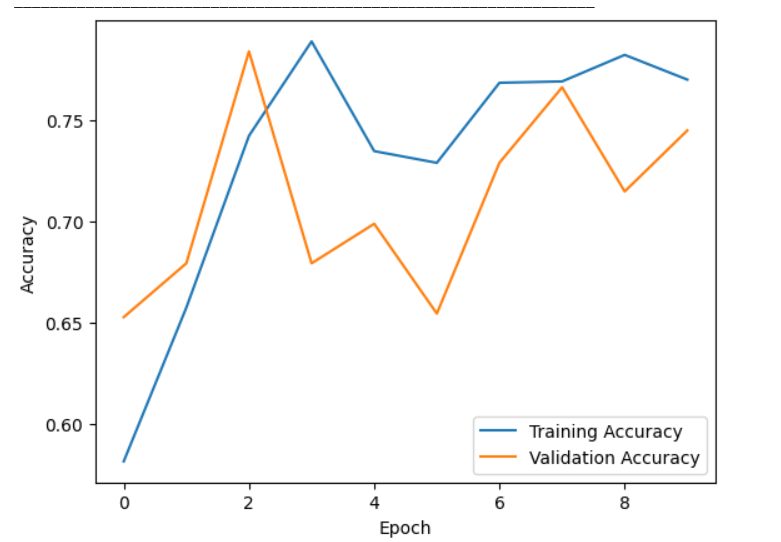 0.75
0.70
0.65
0.60
Accuracy
0 2 4 6 8
Epoch
Training Accuracy
Validation Accuracy